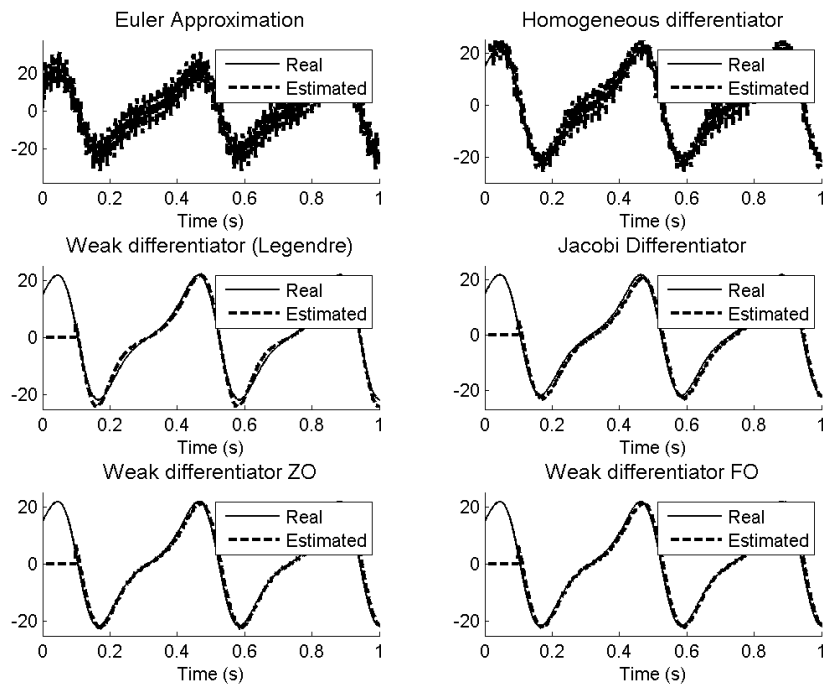 Euler Approximation
20
0
-20
Real
Estimated
0 0.2 0.4 0.6 0.8 1
Time (s)
Homogeneous differentiator
20
0
-20
Real
Estimated
0 0.2 0.4 0.6 0.8 1
Time (s)
Weak differentiator (Legendre)
20
0
-20
Real
Estimated
0 0.2 0.4 0.6 0.8 1
Time (s)
Jacobi Differentiator
20
0
-20
Real
Estimated
0 0.2 0.4 0.6 0.8 1
Time (s)
Weak differentiator ZO
20
0
-20
Real
Estimated
0 0.2 0.4 0.6 0.8 1
Time (s)
Weak differentiator FO
20
0
-20
Real
Estimated
0 0.2 0.4 0.6 0.8 1
Time (s)